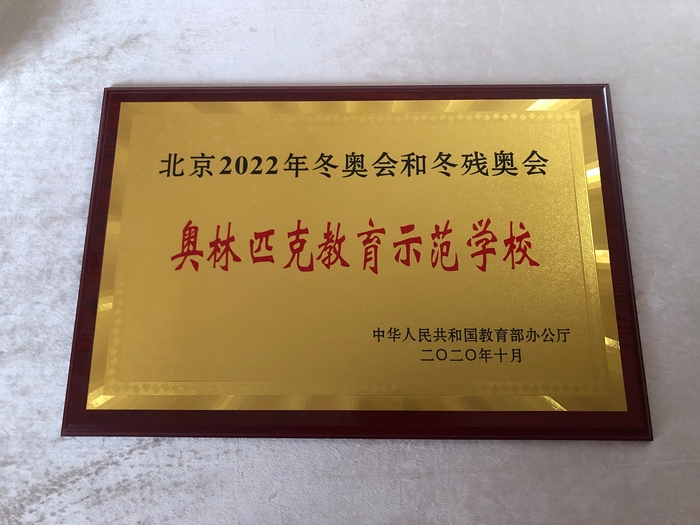 北京2022年冬奥会和冬残奥会
奥林匹克教育示范学校
中华人民共和国教育部办公厅
二〇二〇年十月